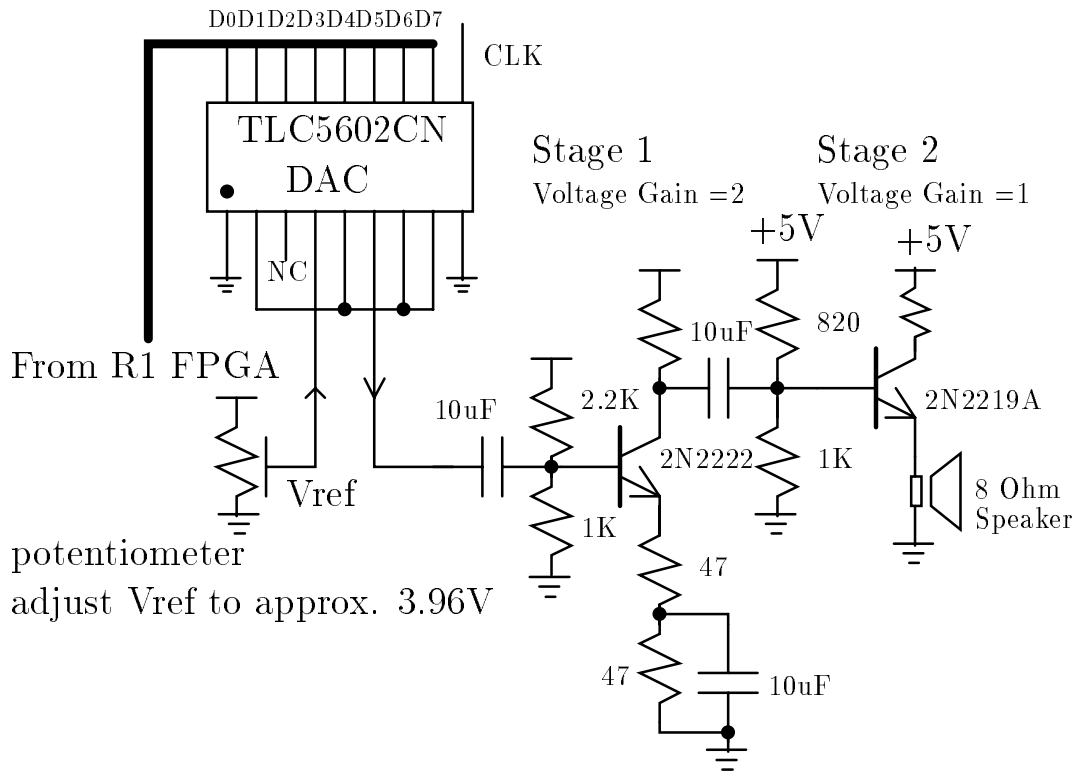 D0D1D2D3D4D5D6D7
CLK
TLC5602CN
DAC
NC
From R1 FPGA
Vref
potentiometer
adjust Vref to approx. 3.96V
Stage 1
Voltage Gain =2
Stage 2
Voltage Gain =1
+5V
+5V
10uF
820
10uF
2.2K
2N2219A
2N2222
1K
1K
8 Ohm
Speaker
47
47
10uF